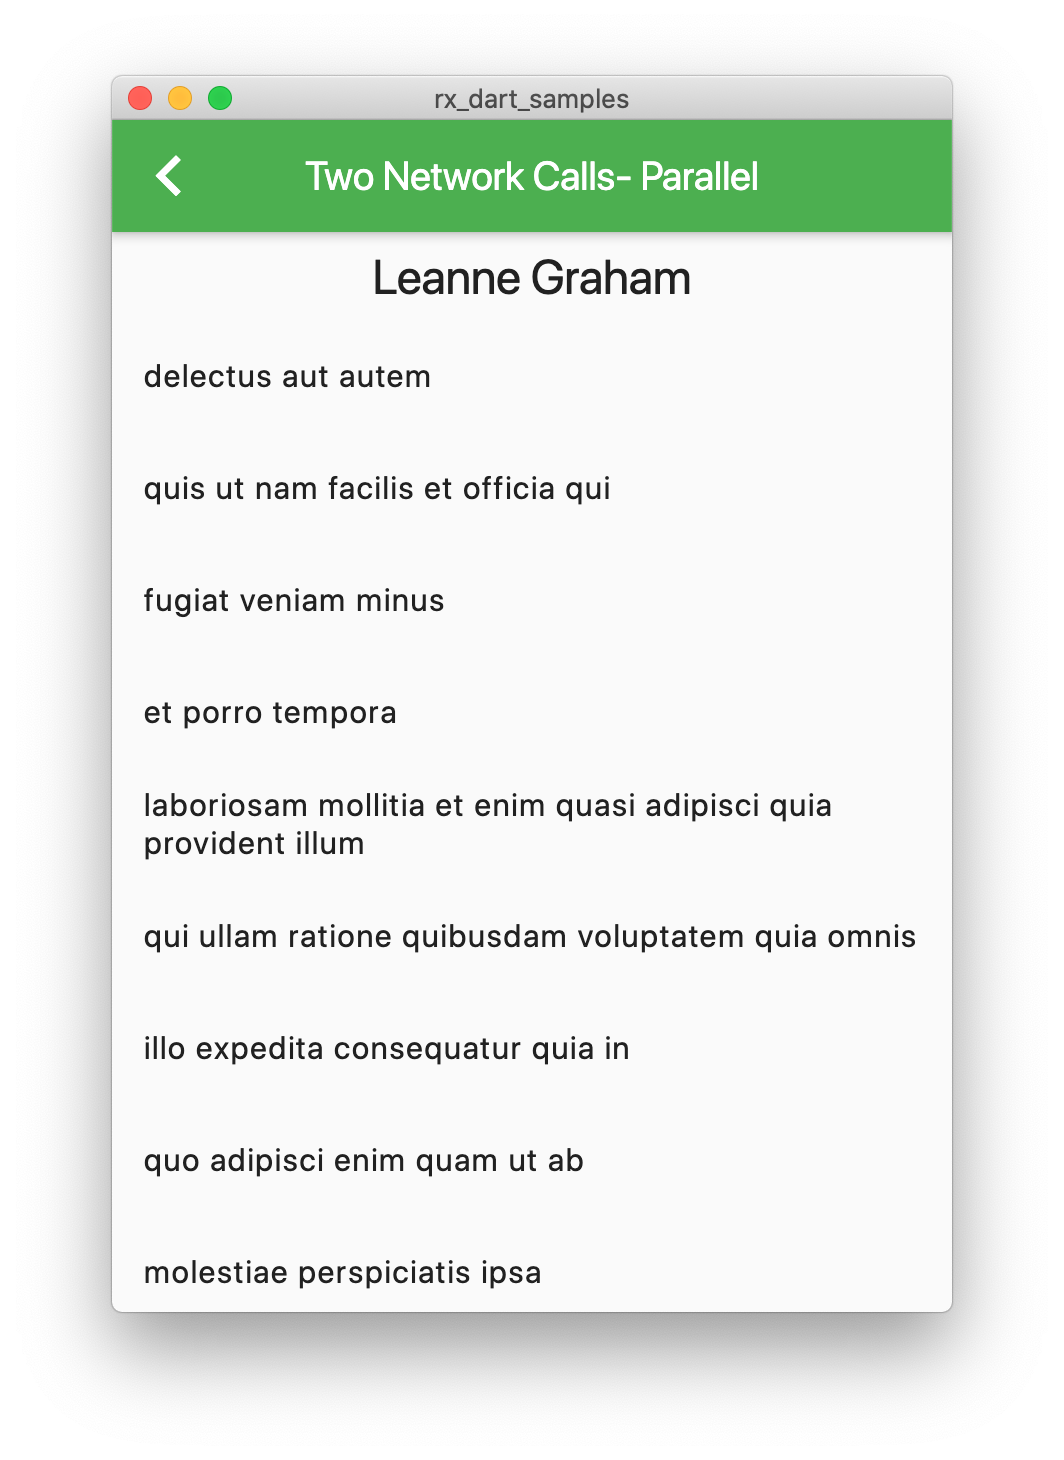 rx_dart_samples
Two Network Calls- Parallel
Leanne Graham
delectus aut autem
quis ut nam facilis et officia qui
fugiat veniam minus
et porro tempora
laboriosam mollitia et enim quasi adipisci quia
provident illum
qui ullam ratione quibusdam voluptatem quia omnis
illo expedita consequatur quia in
quo adipisci enim quam ut ab
molestiae perspiciatis ipsa